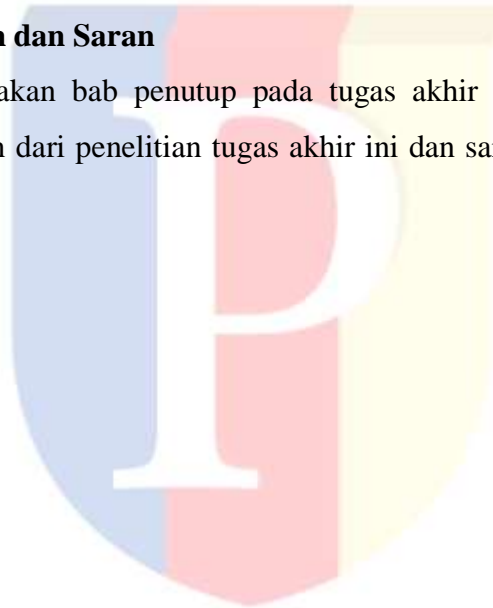 n dan Saran
akan bab penutup pada tugas akhir
n dari penelitian tugas akhir ini dan sa
P